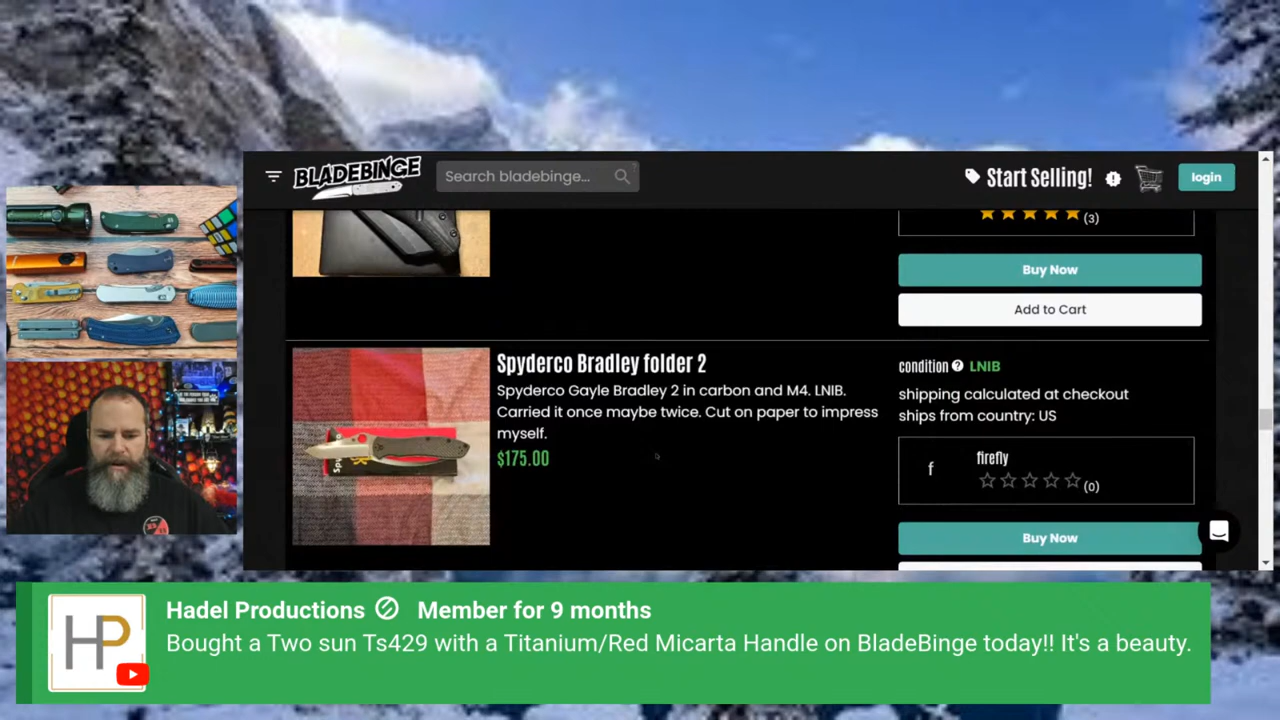 BLADEBINGE
Search bladebinge...
Start Selling!
login
(3)
Buy Now
Add to Cart
Spyderco Bradley folder 2
Spyderco Gayle Bradley 2 in carbon and M4. LNIB.
Carried it once maybe twice. Cut on paper to impress
myself.
$175.00
condition ? LNIB
shipping calculated at checkout
ships from country: US
f
firefly
(0)
Buy Now
HP
Hadel Productions Member for 9 months
Bought a Two sun Ts429 with a Titanium/Red Micarta Handle on BladeBinge today!! It's a beauty.